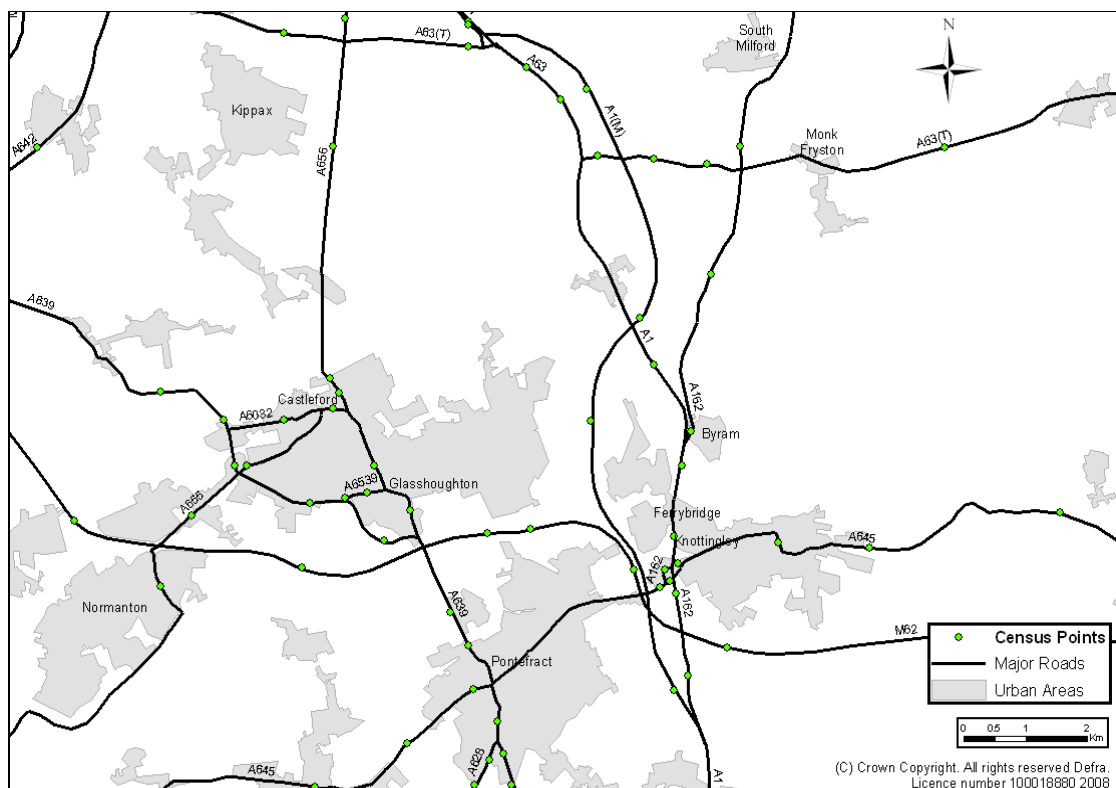 South
Milford
N
A63(T)
A63
Kippax
A1(M)
A642
Monk
Fryston
A63(T)
A656
A639
A1
A162
Castleford
A6032
Byram
A6539
Glasshoughton
A655
Ferrybridge
Knottingley
A645
A162
A162
Normanton
A639
M62
Pontefract
A628
A645
A1
Census Points
Major Roads
Urban Areas
0 0.5 1 2
Km
(C) Crown Copyright. All rights reserved Defra.
Licence number 100018880 2008